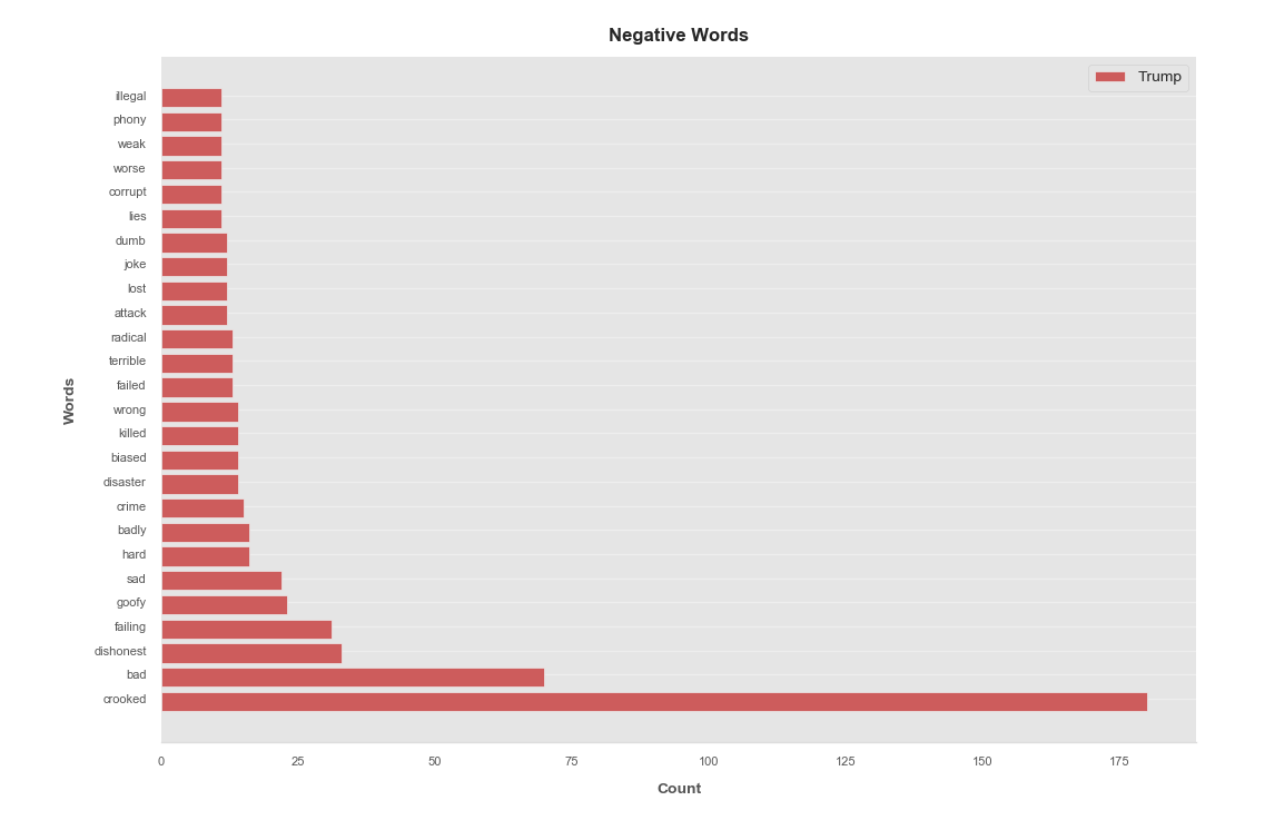 Negative Words
Trump
illegal
phony
weak
worse
corrupt
lies
dumb
joke
lost
attack
radical
terrible
failed
wrong
killed
biased
disaster
crime
badly
hard
sad
goofy
failing
dishonest
bad
crooked
Words
0 25 50 75 100 125 150 175
Count